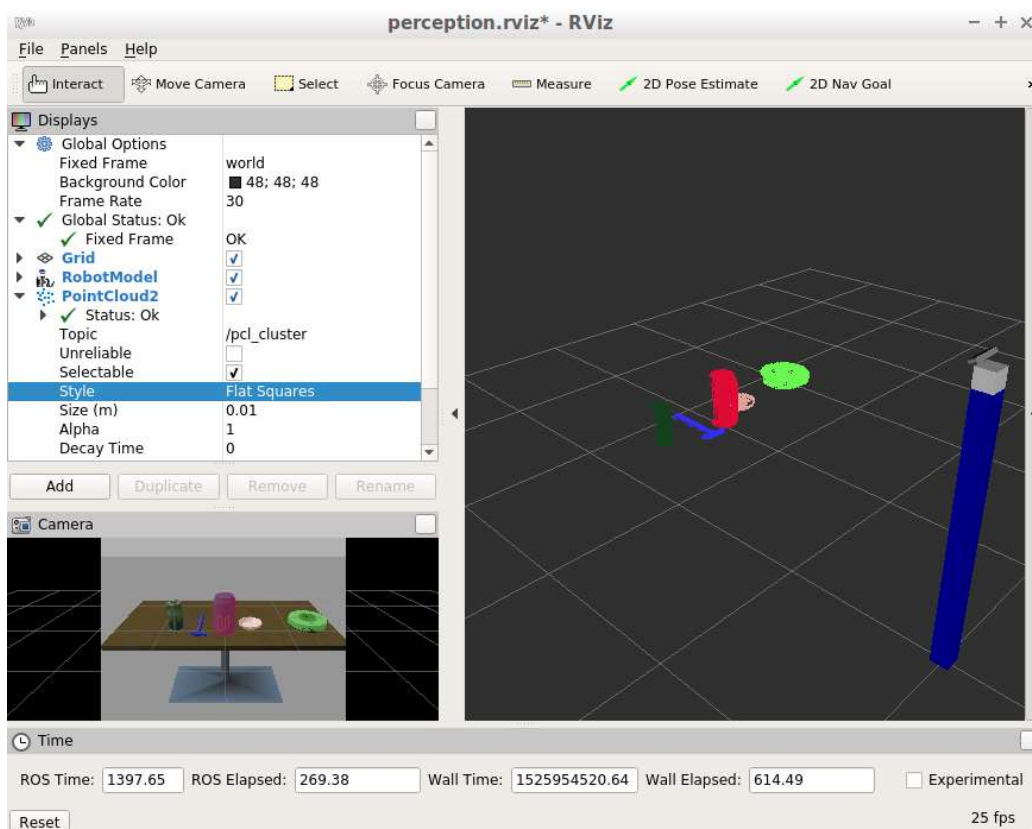 RViz
perception.rviz* - RViz
File Panels Help
Interact Move Camera Select Focus Camera Measure 2D Pose Estimate 2D Nav Goal
Displays
Global Options
Fixed Frame world
Background Color 48; 48; 48
Frame Rate 30
Global Status: Ok
Fixed Frame OK
Grid
RobotModel
PointCloud2
Status: Ok
Topic /pcl_cluster
Unreliable
Selectable
Style Flat Squares
Size (m) 0.01
Alpha 1
Decay Time 0
Add Duplicate Remove Rename
Camera
Time
ROS Time: 1397.65 ROS Elapsed: 269.38 Wall Time: 1525954520.64 Wall Elapsed: 614.49 Experimental
Reset 25 fps